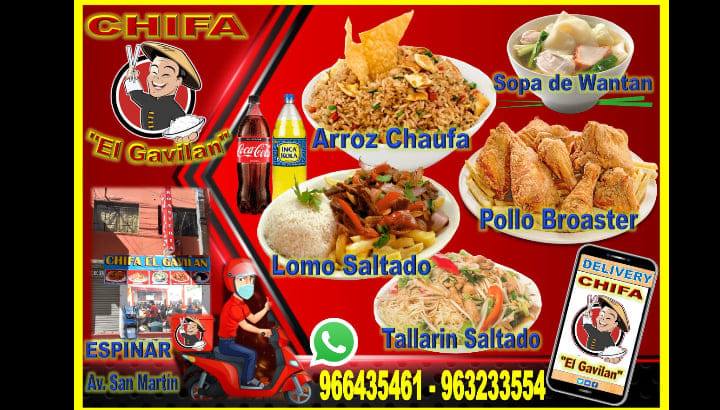 CHIFA
"El Gavilan"
Sopa de Wantan
Arroz Chaufa
Coca-Cola
INCA
KOLA
Pollo Broaster
Lomo Saltado
CHIFA EL GAVILAN
Tallarin Saltado
DELIVERY
CHIFA
"El Gavilan"
ESPINAR
Av. San Martin
966435461 - 963233554